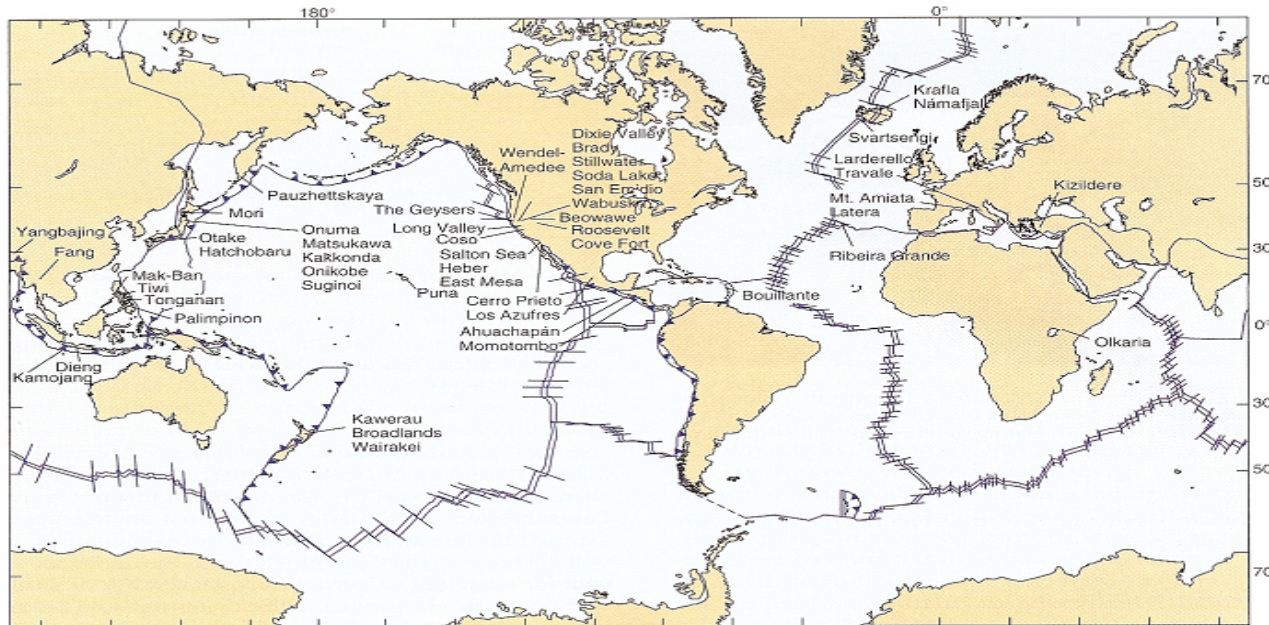 180°
0°
70
50
30
0°
30
50
70
Krafla
Námafjall
Svartsengi
Larderello
Travale
Mt. Amiata
Latera
Kizildere
Ribeira Grande
Bouillante
Olkaria
Dixie Valley
Brady
Stillwater
Soda Lake
San Emidio
Wabuska
Beowawe
Roosevelt
Cove Fort
Wendel-
Amedee
The Geysers
Long Valley
Coso
Salton Sea
Heber
East Mesa
Cerro Prieto
Los Azufres
Ahuachapán
Momotombo
Puna
Pauzhettskaya
Mori
Onuma
Matsukawa
Kakkonda
Onikobe
Suginoi
Otake
Hatchobaru
Yangbajing
Fang
Mak-Ban
Tiwi
Tonganan
Palimpinon
Dieng
Kamojang
Kawerau
Broadlands
Wairakei